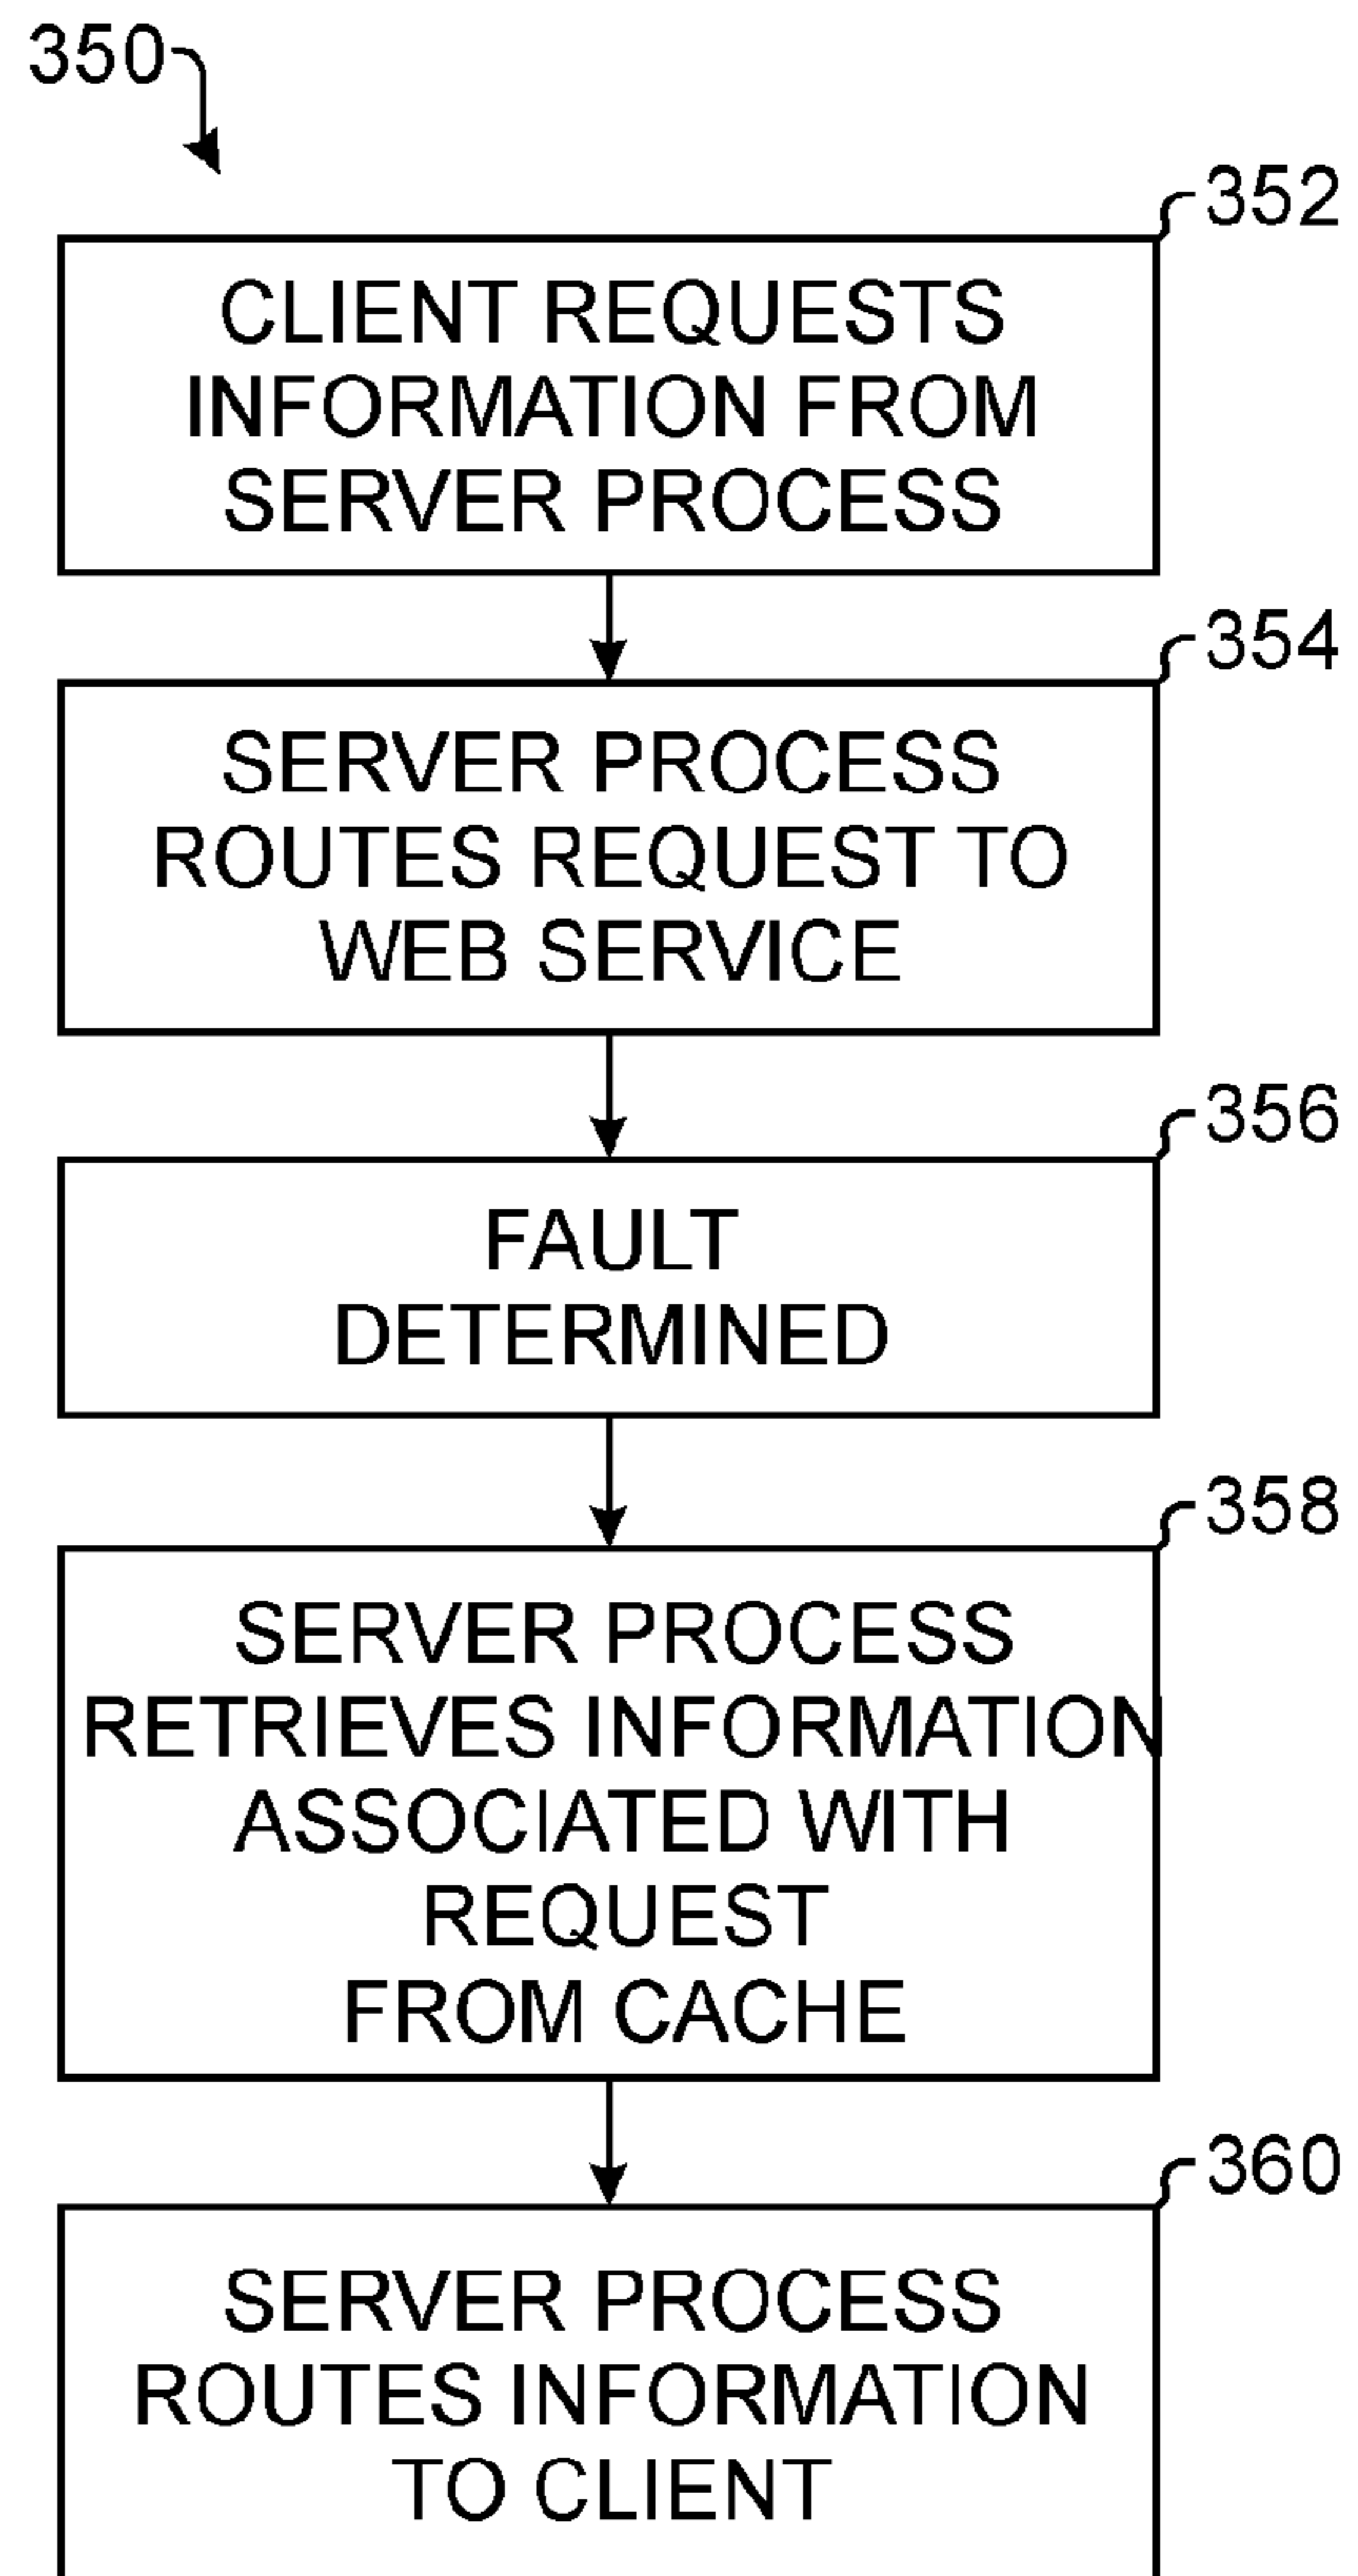 350
352
CLIENT REQUESTS
INFORMATION FROM
SERVER PROCESS
354
SERVER PROCESS
ROUTES REQUEST TO
WEB SERVICE
356
FAULT
DETERMINED
358
SERVER PROCESS
RETRIEVES INFORMATION
ASSOCIATED WITH
REQUEST
FROM CACHE
360
SERVER PROCESS
ROUTES INFORMATION
TO CLIENT